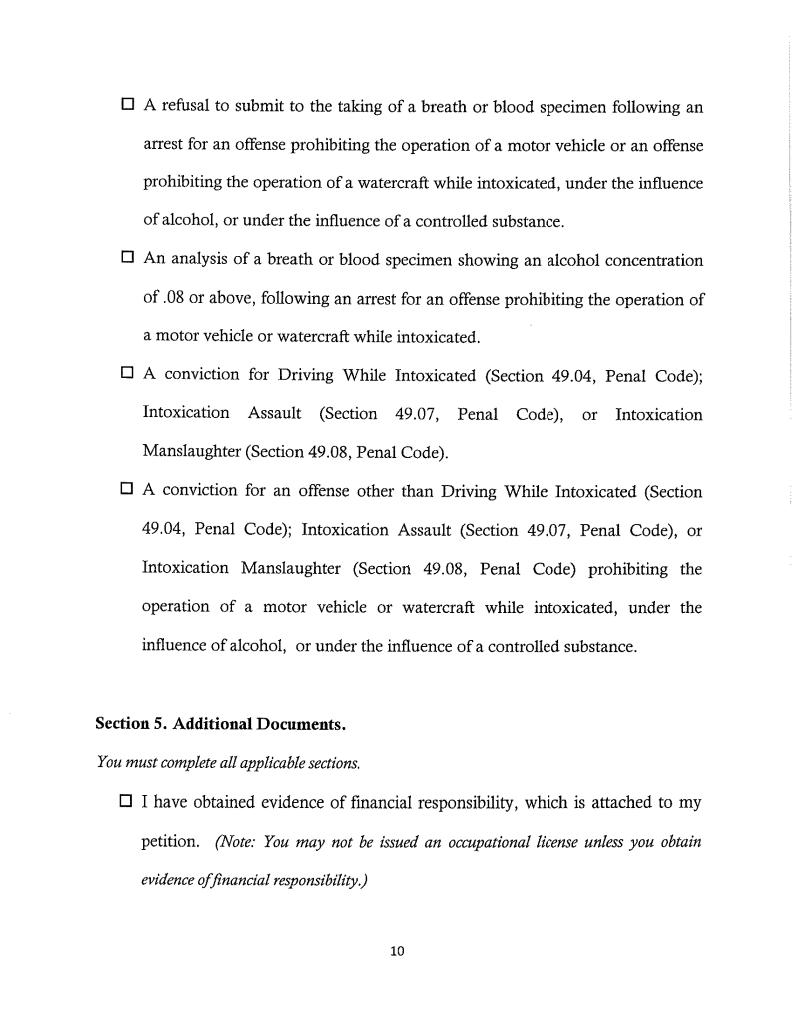 ☐ A refusal to submit to the taking of a breath or blood specimen following an
arrest for an offense prohibiting the operation of a motor vehicle or an offense
prohibiting the operation of a watercraft while intoxicated, under the influence
of alcohol, or under the influence of a controlled substance.
☐ An analysis of a breath or blood specimen showing an alcohol concentration
of .08 or above, following an arrest for an offense prohibiting the operation of
a motor vehicle or watercraft while intoxicated.
☐ A conviction for Driving While Intoxicated (Section 49.04, Penal Code);
Intoxication Assault (Section 49.07, Penal Code), or Intoxication
Manslaughter (Section 49.08, Penal Code).
☐ A conviction for an offense other than Driving While Intoxicated (Section
49.04, Penal Code); Intoxication Assault (Section 49.07, Penal Code), or
Intoxication Manslaughter (Section 49.08, Penal Code) prohibiting the
operation of a motor vehicle or watercraft while intoxicated, under the
influence of alcohol, or under the influence of a controlled substance.
Section 5. Additional Documents.
You must complete all applicable sections.
☐ I have obtained evidence of financial responsibility, which is attached to my
petition. (Note: You may not be issued an occupational license unless you obtain
evidence of financial responsibility.)
10